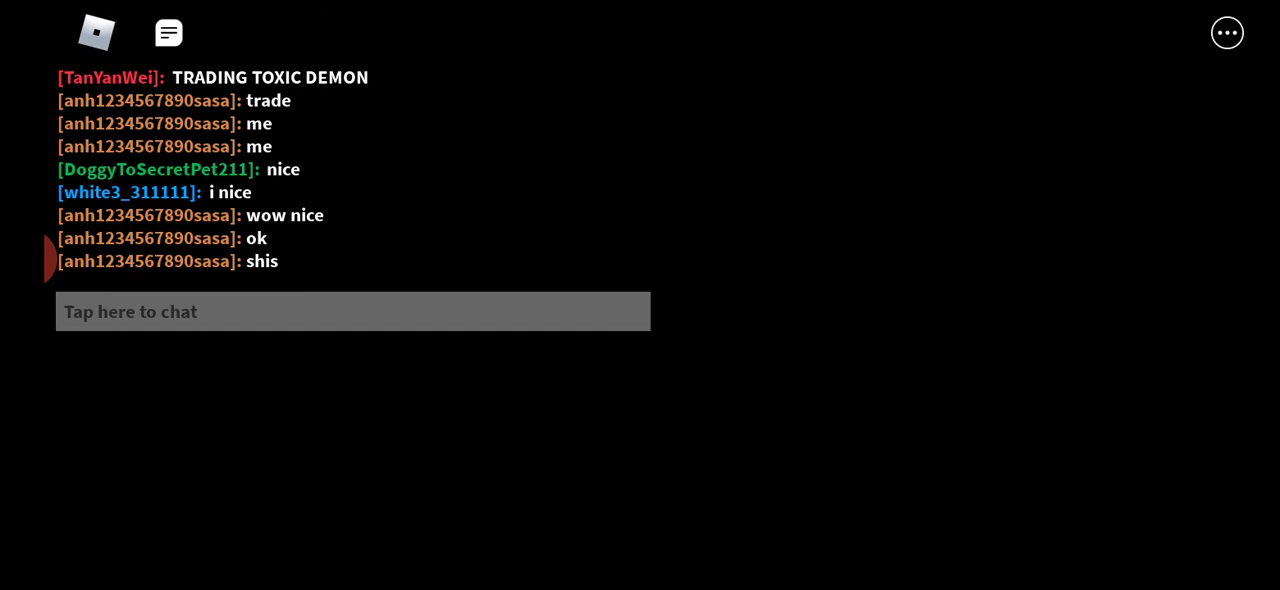 [TanYanWei]: TRADING TOXIC DEMON
[anh1234567890sasa]: trade
[anh1234567890sasa]: me
[anh1234567890sasa]: me
[DoggyToSecretPet211]: nice
[white3_311111]: i nice
[anh1234567890sasa]: wow nice
[anh1234567890sasa]: ok
[anh1234567890sasa]: shis
Tap here to chat